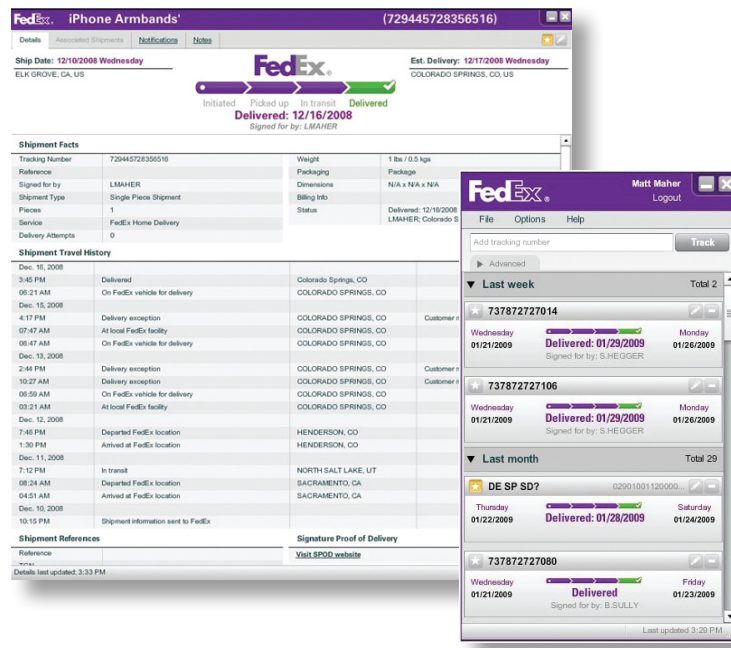 FedEx. iPhone Armbands' (729445728356516)
Details Associated Shipments Notifications Notes
Ship Date: 12/10/2008 Wednesday
ELK GROVE, CA, US
FedEx.
Est. Delivery: 12/17/2008 Wednesday
COLORADO SPRINGS, CO, US
Initiated Picked up In transit Delivered
Delivered: 12/16/2008
Signed for by: LMAHER
Shipment Facts
Tracking Number 729445728356516 Weight 1 lbs / 0.5 kgs
Reference Packaging Package
Signed for by LMAHER Dimensions N/A x N/A x N/A
Shipment Type Single Piece Shipment Billing Info
Pieces 1 Status Delivered: 12/16/2008
Service FedEx Home Delivery LMAHER; Colorado S
Delivery Attempts 0
Shipment Travel History
Dec. 16, 2008
3:45 PM Delivered Colorado Springs, CO
06:21 AM On FedEx vehicle for delivery COLORADO SPRINGS, CO
Dec. 15, 2008
4:17 PM Delivery exception COLORADO SPRINGS, CO Customer
07:47 AM At local FedEx facility COLORADO SPRINGS, CO
06:47 AM On FedEx vehicle for delivery COLORADO SPRINGS, CO
Dec. 13, 2008
2:44 PM Delivery exception COLORADO SPRINGS, CO Customer
10:27 AM Delivery exception COLORADO SPRINGS, CO Customer
06:59 AM On FedEx vehicle for delivery COLORADO SPRINGS, CO
03:21 AM At local FedEx facility COLORADO SPRINGS, CO
Dec. 12, 2008
7:46 PM Departed FedEx location HENDERSON, CO
1:30 PM Arrived at FedEx location HENDERSON, CO
Dec. 11, 2008
7:12 PM In transit NORTH SALT LAKE, UT
08:24 AM Departed FedEx location SACRAMENTO, CA
04:51 AM Arrived at FedEx location SACRAMENTO, CA
Dec. 10, 2008
10:15 PM Shipment information sent to FedEx
Shipment References Signature Proof of Delivery
Reference Visit SPOD website
Details last updated: 3:33 PM
FedEx. Matt Maher
Logout
File Options Help
Add tracking number Track
Advanced
Last week Total 2
737872727014
Wednesday Monday
01/21/2009 Delivered: 01/29/2009 01/26/2009
Signed for by: S.HEGGER
737872727106
Wednesday Monday
01/21/2009 Delivered: 01/29/2009 01/26/2009
Signed for by: S.HEGGER
Last month Total 29
DE SP SD? 02901001120000...
Thursday Saturday
01/22/2009 Delivered: 01/28/2009 01/24/2009
737872727080
Wednesday Friday
01/21/2009 Delivered 01/23/2009
Signed for by: B.SULLY
Last updated 3:29 PM